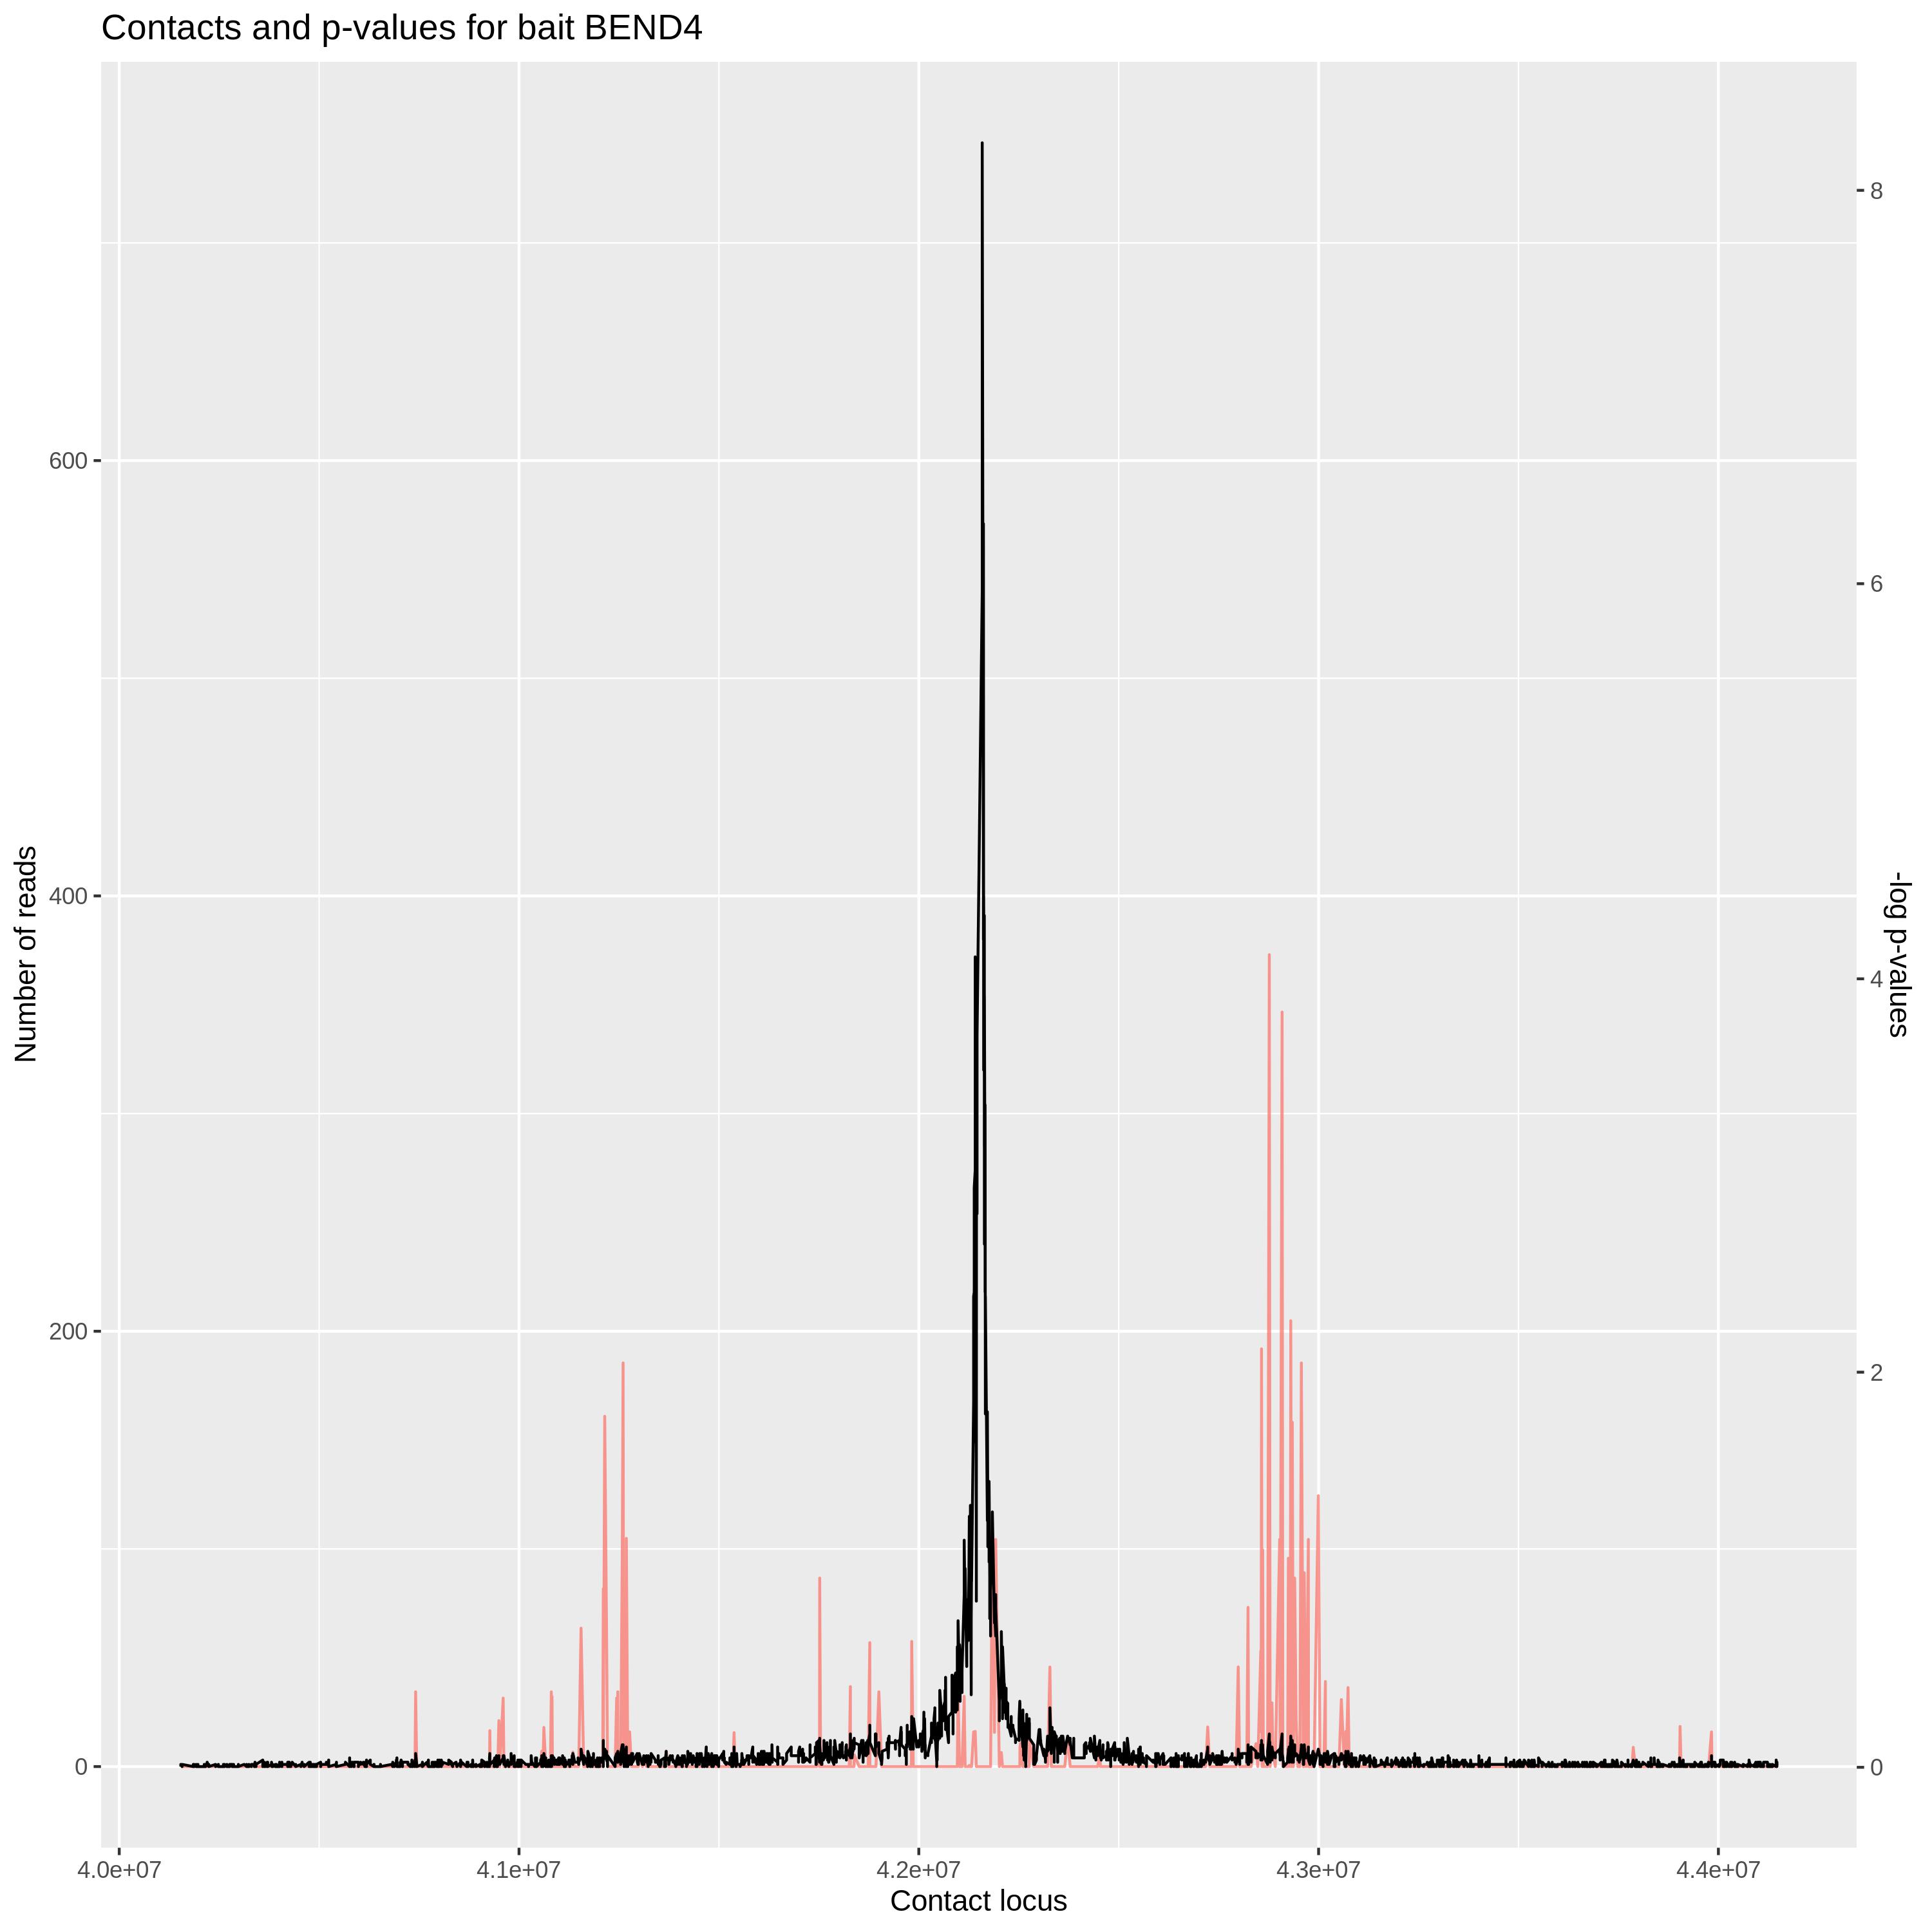 Contacts and p-values for bait BEND4
Number of reads
600
400
200
0
8
6
4
2
0
-log p-values
4.0e+07
4.1e+07
4.2e+07
4.3e+07
4.4e+07
Contact locus